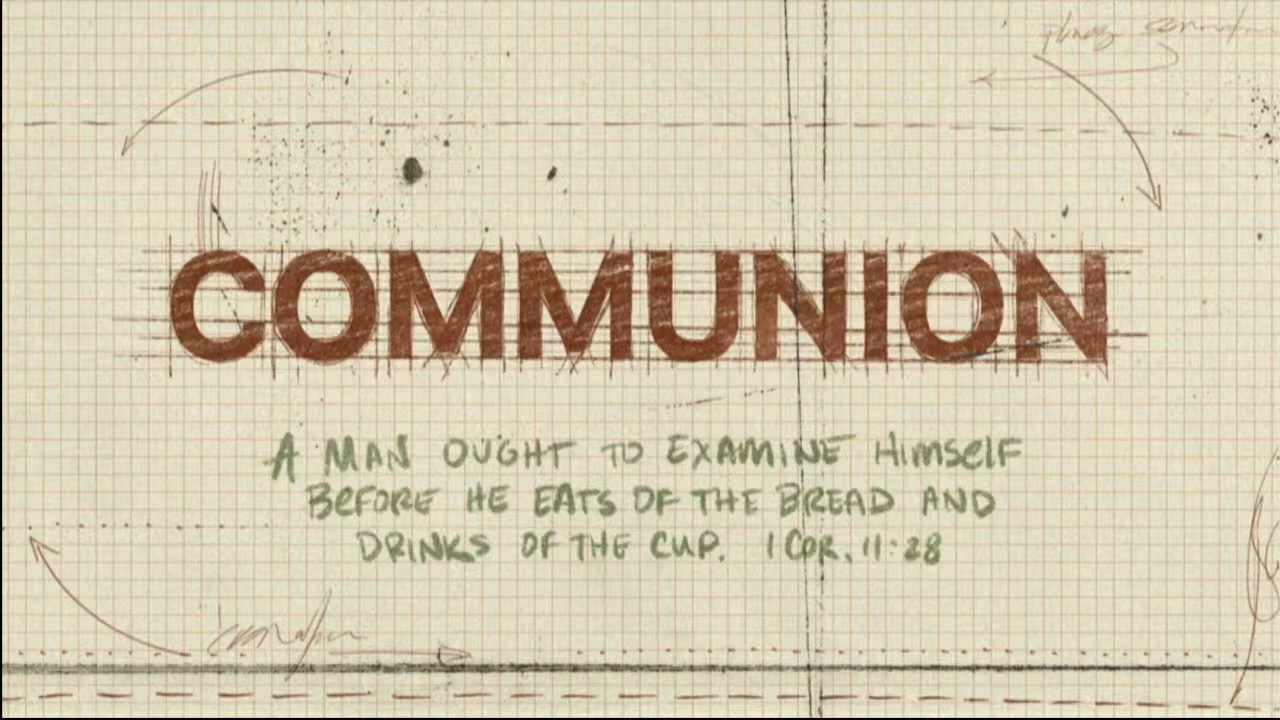 COMMUNION
A MAN OUGHT TO EXAMINE HIMSELF
BEFORE HE EATS OF THE BREAD AND
DRINKS OF THE CUP. 1 COR. 11:28